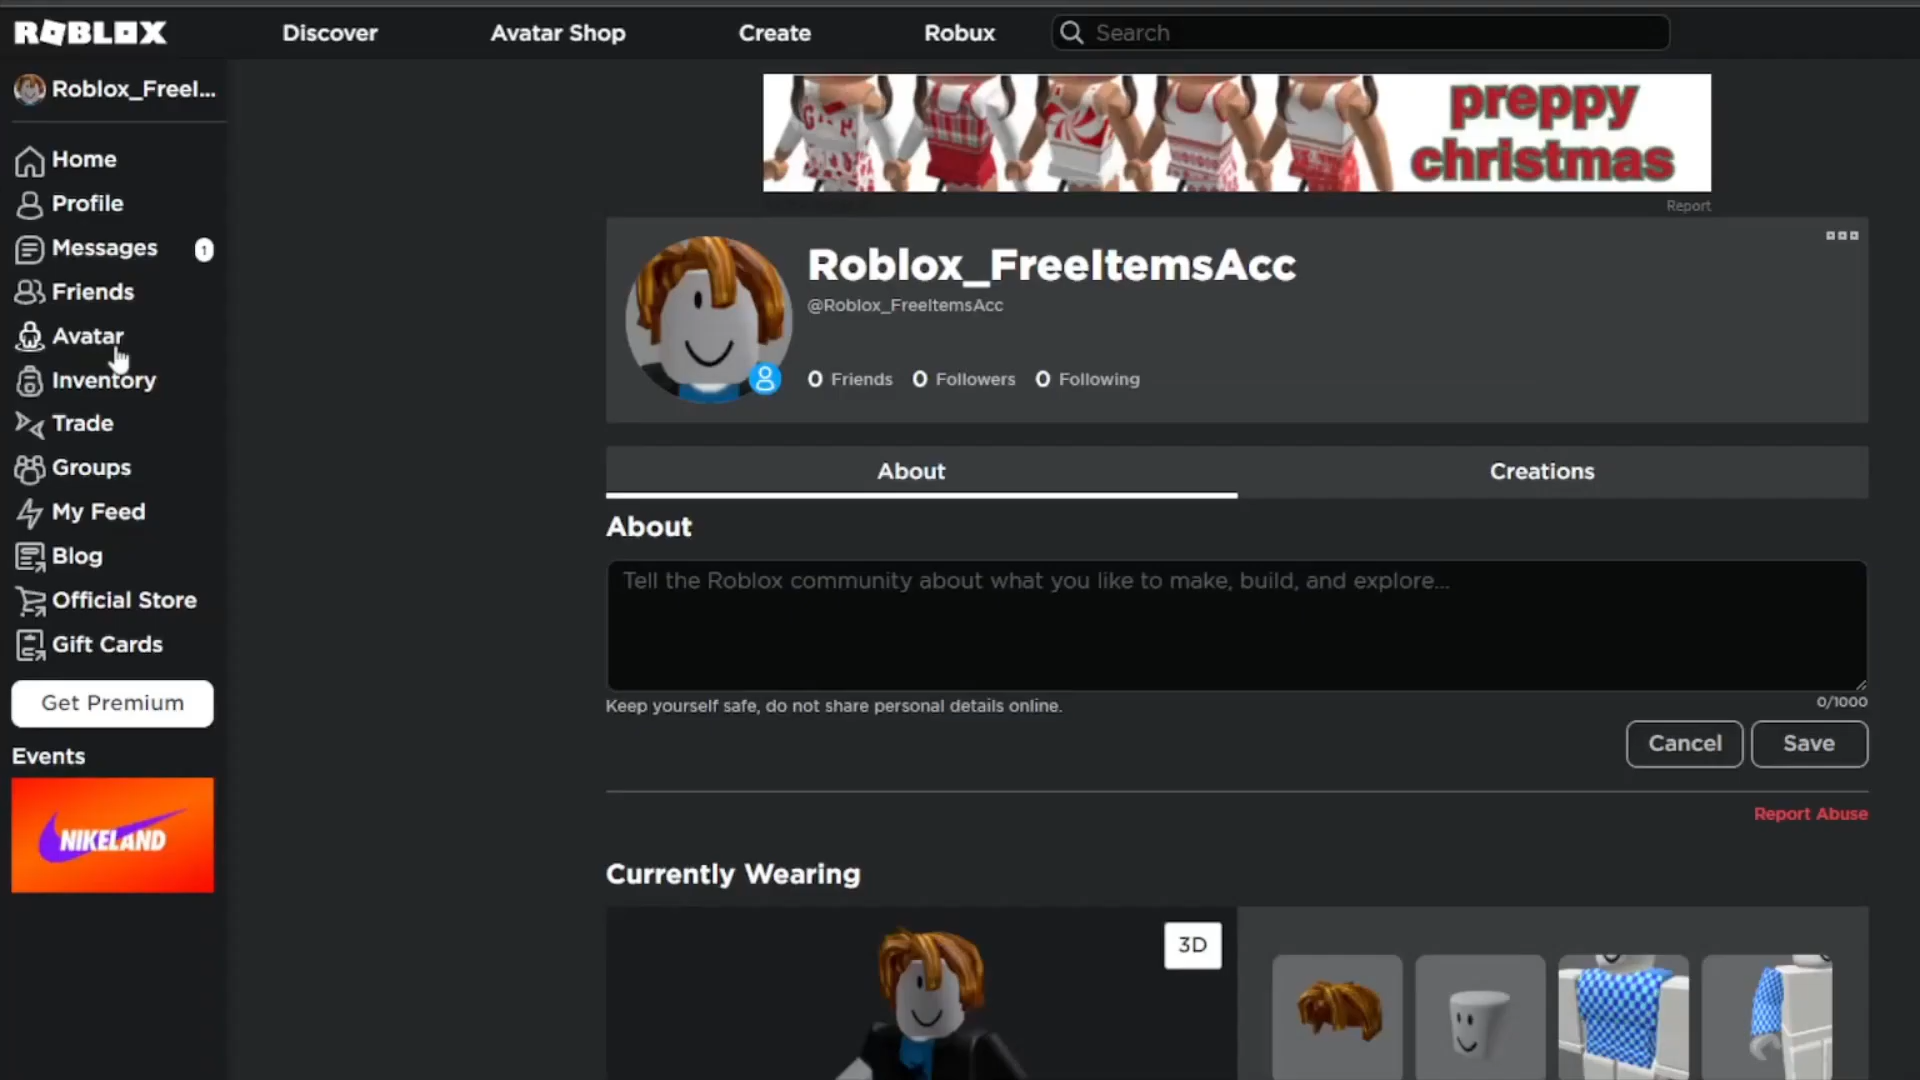 ROBLOX
Discover
Avatar Shop
Create
Robux
Search
Roblox_Freel...
Home
Profile
Messages
1
Friends
Avatar
Inventory
Trade
Groups
My Feed
Blog
Official Store
Gift Cards
Get Premium
Events
NIKELAND
preppy
christmas
Report
Roblox_FreeItemsAcc
@Roblox_FreeItemsAcc
0 Friends 0 Followers 0 Following
About
Creations
About
Tell the Roblox community about what you like to make, build, and explore...
Keep yourself safe, do not share personal details online.
0/1000
Cancel
Save
Report Abuse
Currently Wearing
3D